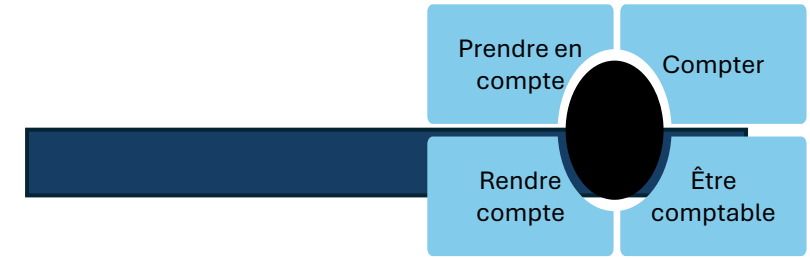 Prendre en
compte
Compter
Rendre
compte
Être
comptable